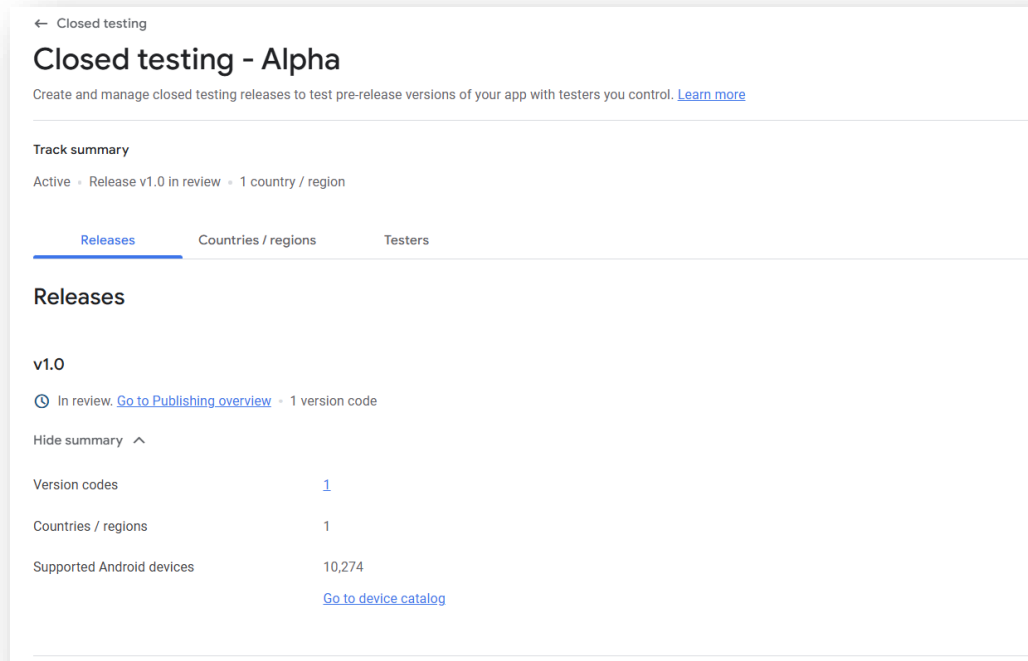 Closed testing
Closed testing - Alpha
Create and manage closed testing releases to test pre-release versions of your app with testers you control. Learn more
Track summary
Active • Release v1.0 in review • 1 country / region
Releases Countries / regions Testers
Releases
v1.0
In review. Go to Publishing overview • 1 version code
Hide summary
Version codes 1
Countries / regions 1
Supported Android devices 10,274
Go to device catalog